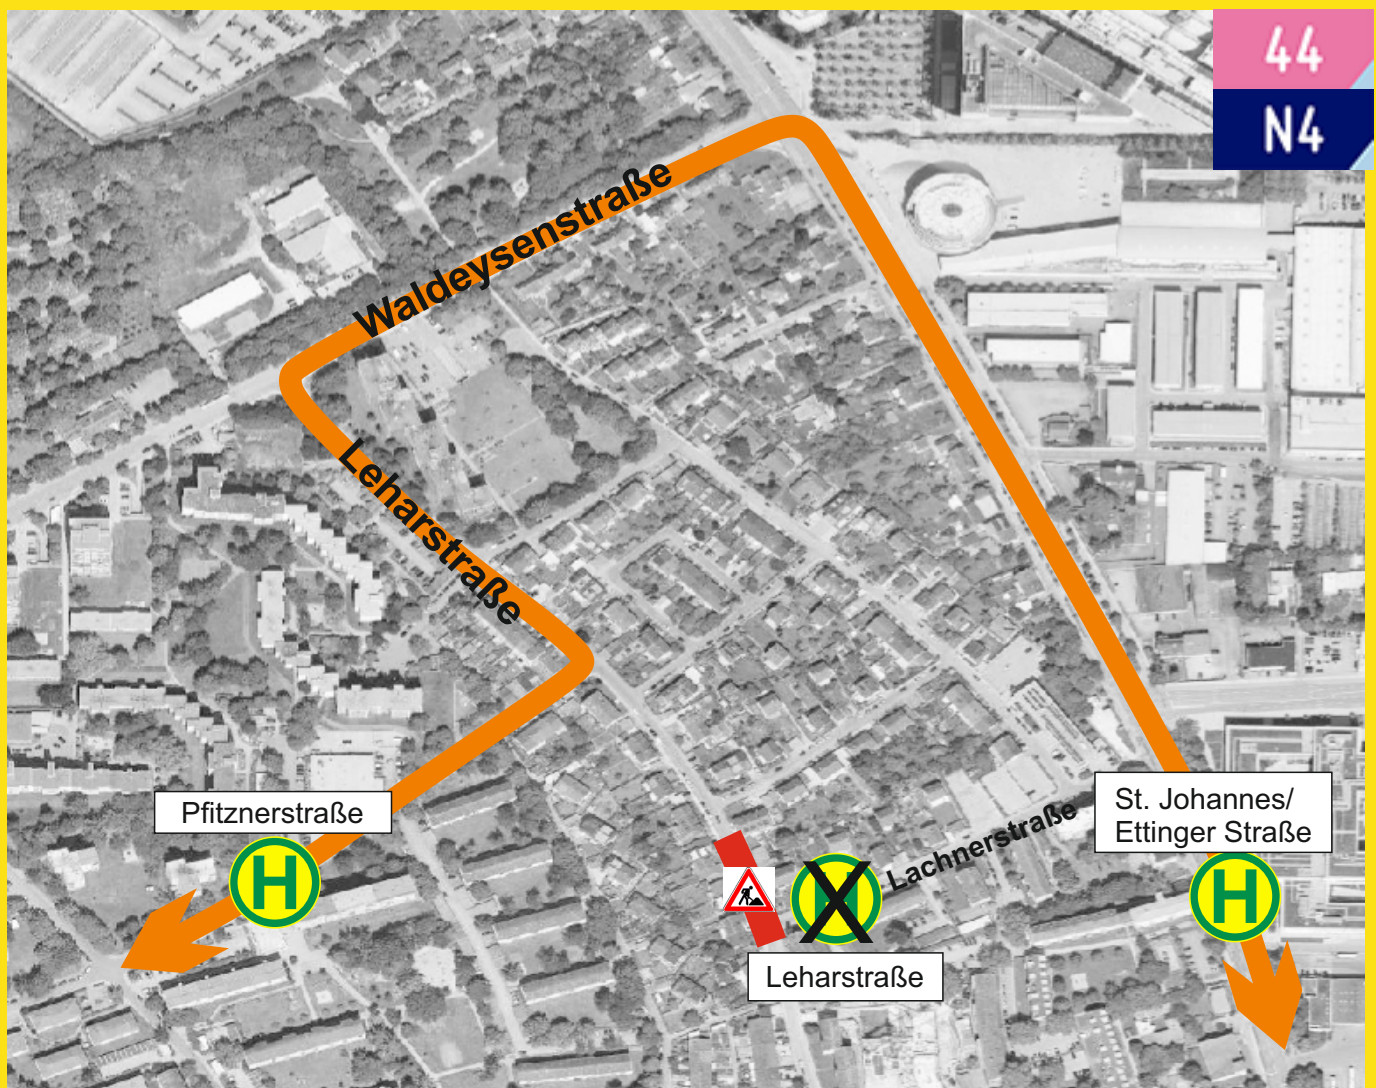 44
N4
Waldeysenstraße
Leharstraße
Pfitznerstraße
H
St. Johannes/
Ettinger Straße
Lachnerstraße
H
H
Leharstraße